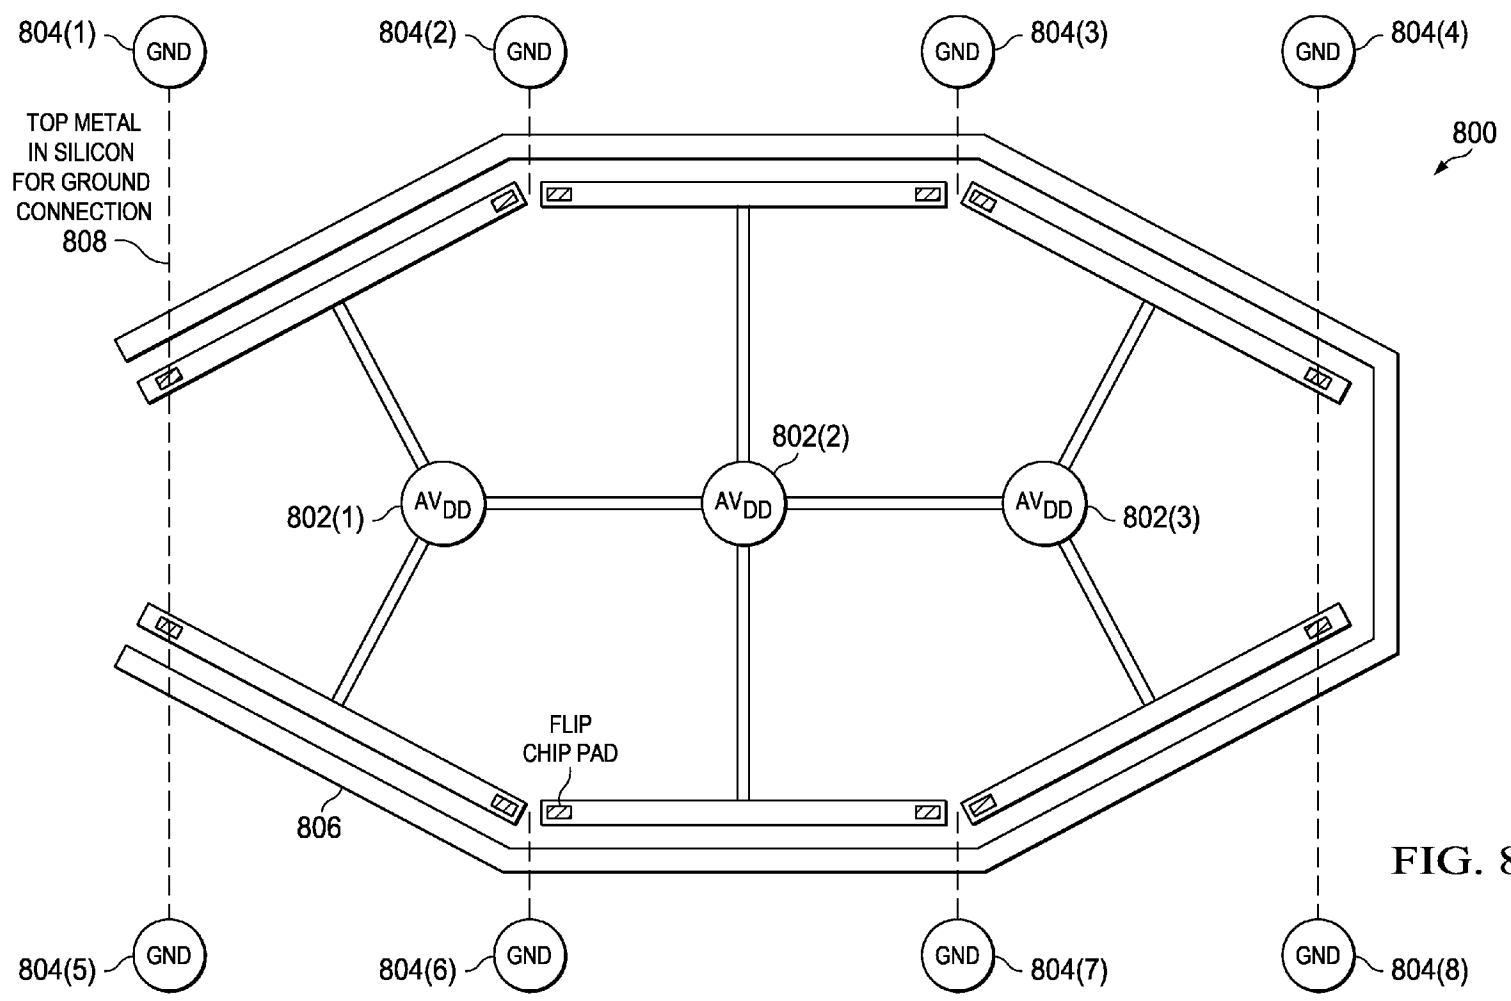 804(1) GND 804(2) GND GND 804(3) GND 804(4)
TOP METAL
IN SILICON
FOR GROUND
CONNECTION
808
800
802(2)
802(1) AVDD AVDD AVDD 802(3)
FLIP
CHIP PAD
806
FIG. 8
804(5) GND 804(6) GND GND 804(7) GND 804(8)